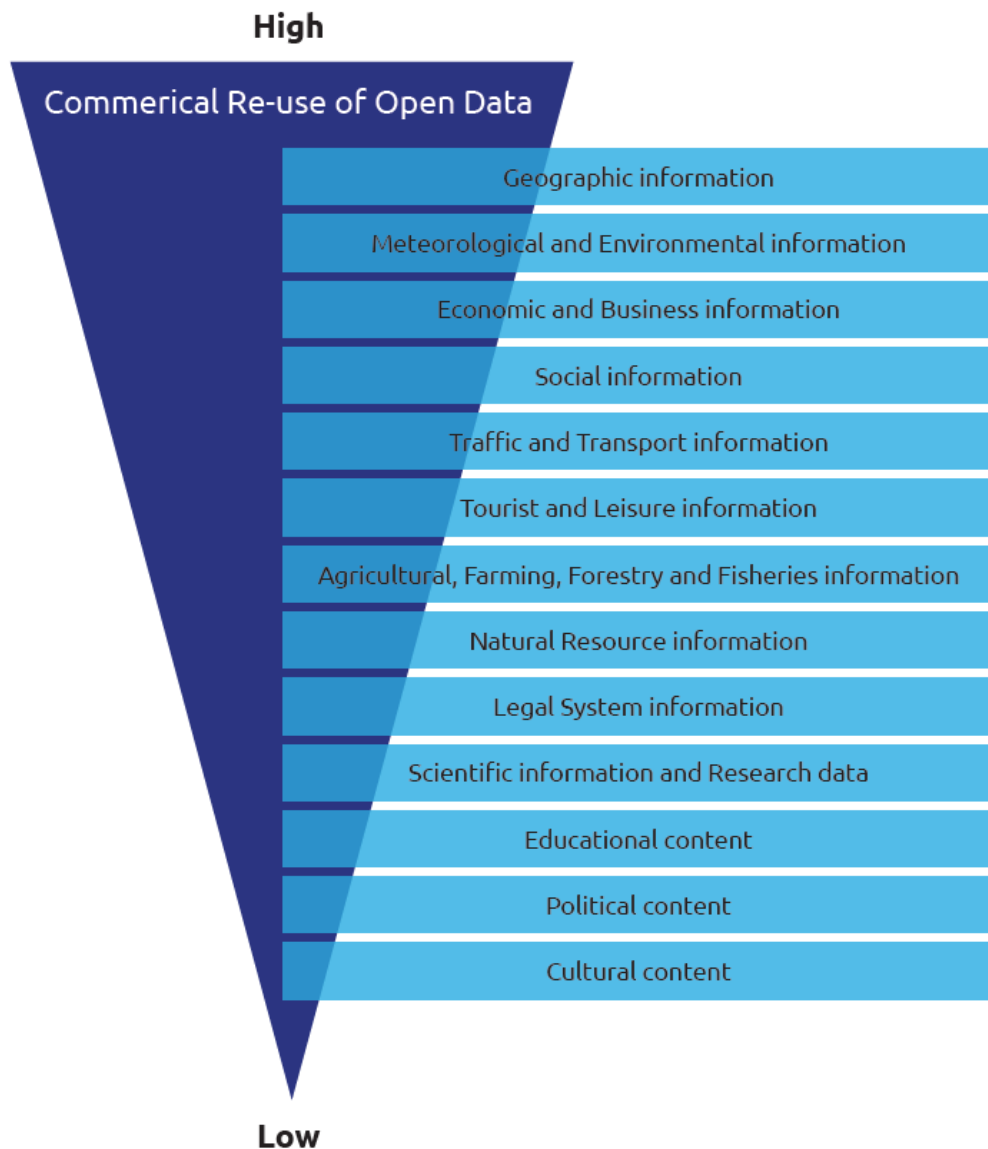 High
Commerical Re-use of Open Data
Geographic information
Meteorological and Environmental information
Economic and Business information
Social information
Traffic and Transport information
Tourist and Leisure information
Agricultural, Farming, Forestry and Fisheries information
Natural Resource information
Legal System information
Scientific information and Research data
Educational content
Political content
Cultural content
Low